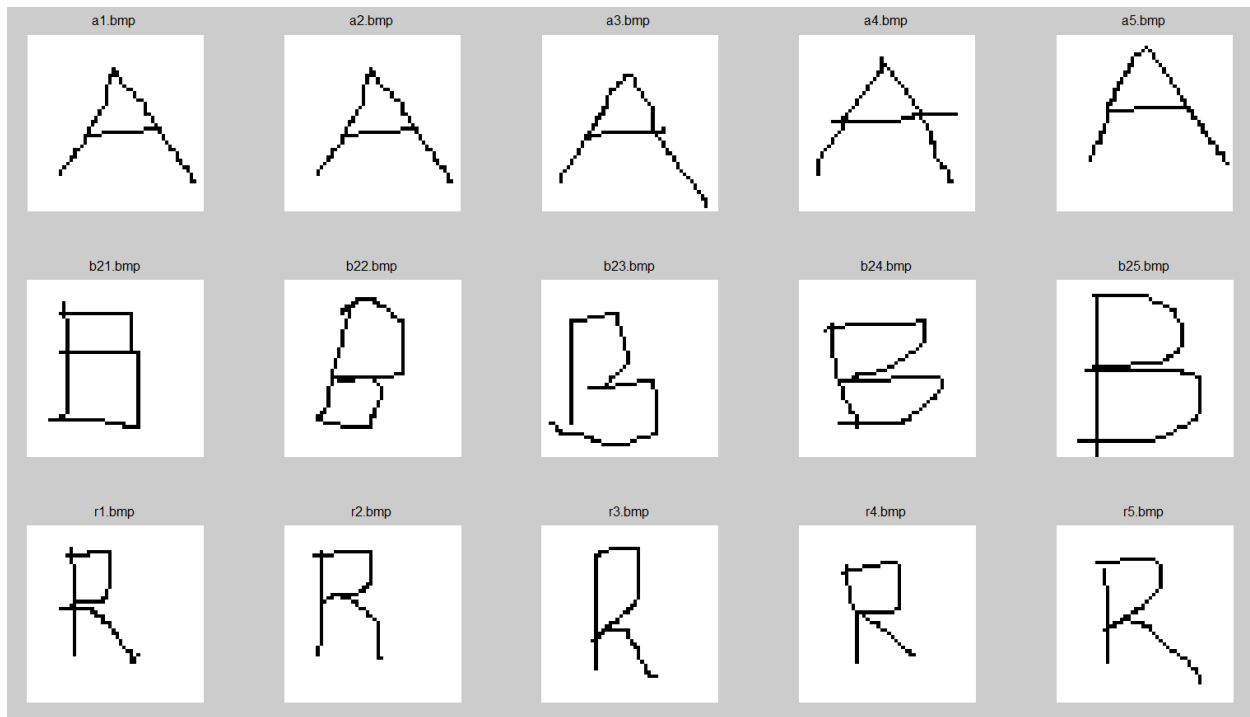 a1.bmp a2.bmp a3.bmp a4.bmp a5.bmp
A A A A A
b21.bmp b22.bmp b23.bmp b24.bmp b25.bmp
B B B B B
r1.bmp r2.bmp r3.bmp r4.bmp r5.bmp
R R R R R